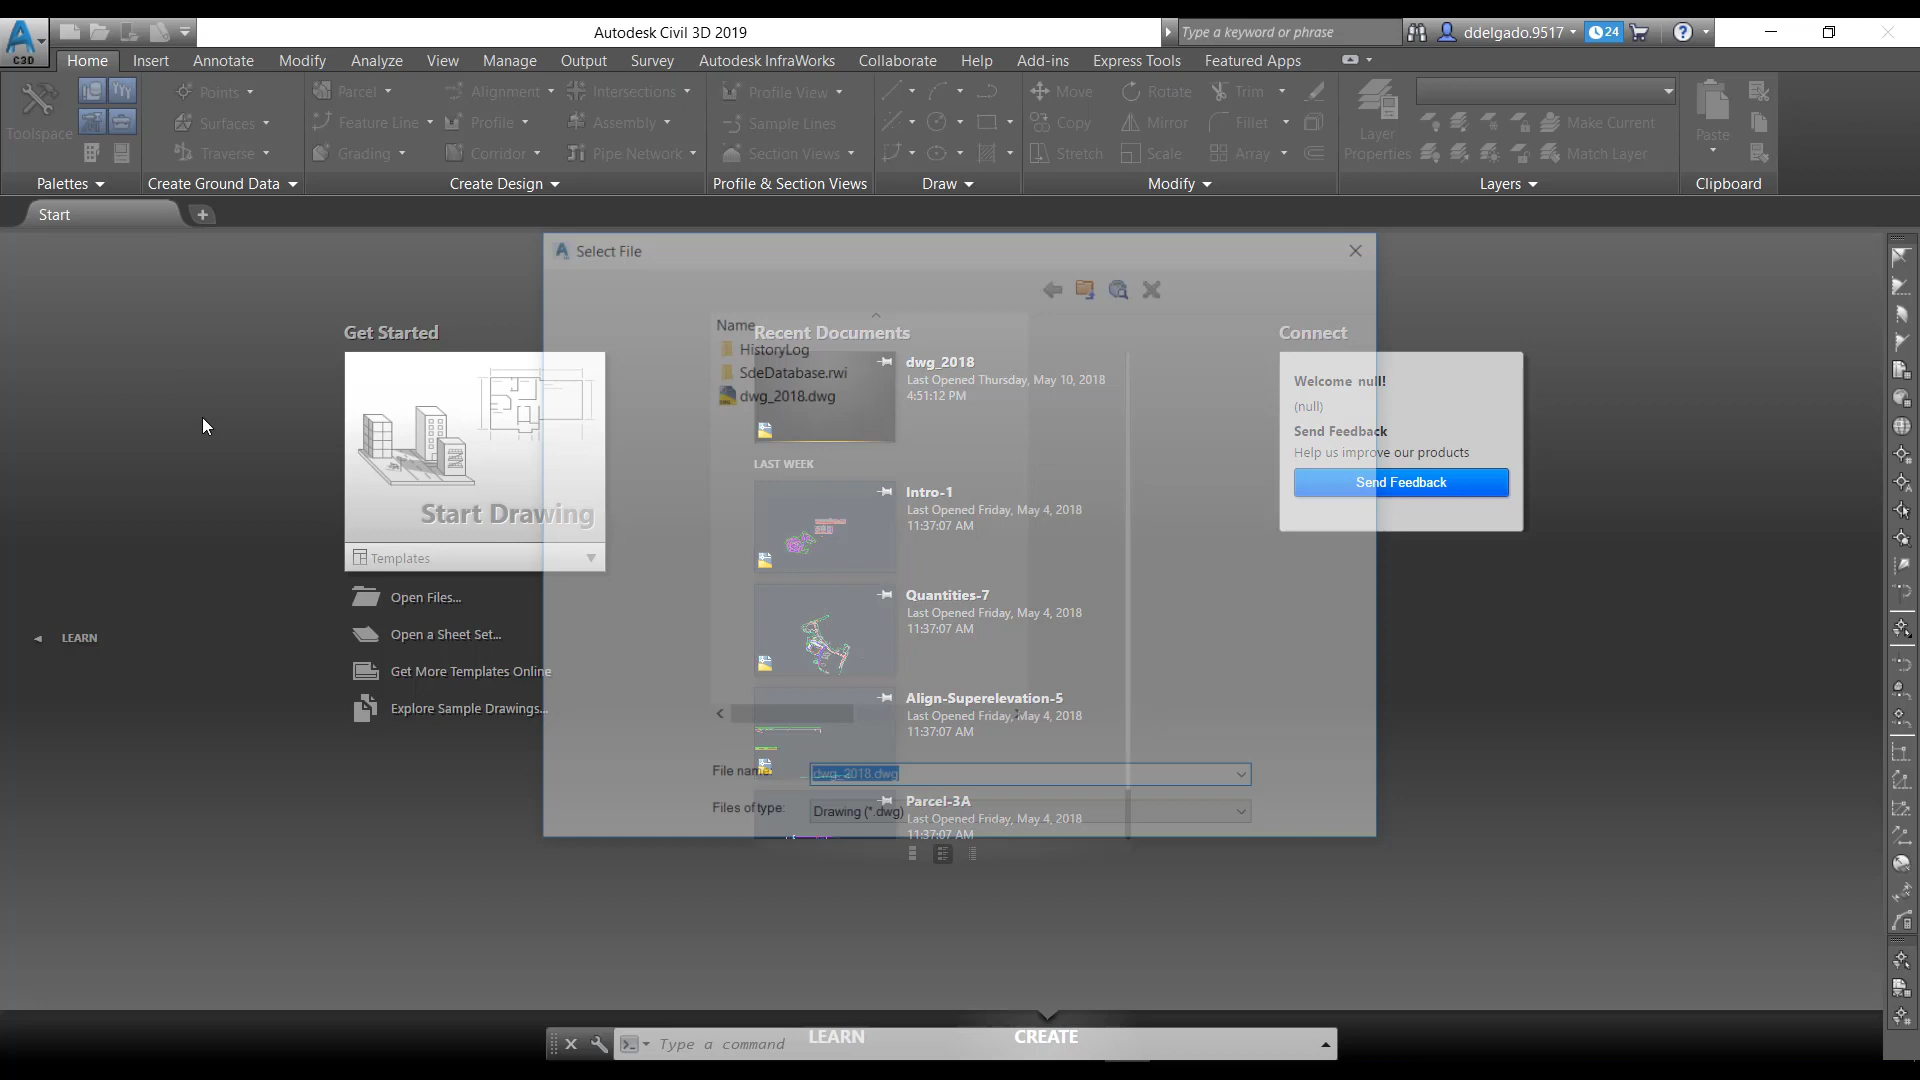 Autodesk Civil 3D 2019
Type a keyword or phrase
ddelgado.9517
24
C3D
Home
Insert
Annotate
Modify
Analyze
View
Manage
Output
Survey
Autodesk InfraWorks
Collaborate
Help
Add-ins
Express Tools
Featured Apps
Toolspace
Points
Surfaces
Traverse
Parcel
Feature Line
Grading
Alignment
Profile
Corridor
Intersections
Assembly
Pipe Network
Profile View
Sample Lines
Section Views
Move
Copy
Stretch
Rotate
Mirror
Scale
Trim
Fillet
Array
Layer
Properties
Make Current
Match Layer
Paste
Palettes
Create Ground Data
Create Design
Profile & Section Views
Draw
Modify
Layers
Clipboard
Start
Select File
Get Started
Start Drawing
Templates
Open Files...
Open a Sheet Set...
Get More Templates Online
Explore Sample Drawings...
LEARN
Name
HistoryLog
SdeDatabase.rwi
dwg_2018.dwg
Recent Documents
dwg_2018
Last Opened Thursday, May 10, 2018
4:51:12 PM
LAST WEEK
Intro-1
Last Opened Friday, May 4, 2018
11:37:07 AM
Quantities-7
Last Opened Friday, May 4, 2018
11:37:07 AM
Align-Superelevation-5
Last Opened Friday, May 4, 2018
11:37:07 AM
Parcel-3A
Last Opened Friday, May 4, 2018
11:37:07 AM
File name:
dwg_2018.dwg
Files of type:
Drawing (*.dwg)
Connect
Welcome null!
(null)
Send Feedback
Help us improve our products
Send Feedback
Type a command
LEARN
CREATE